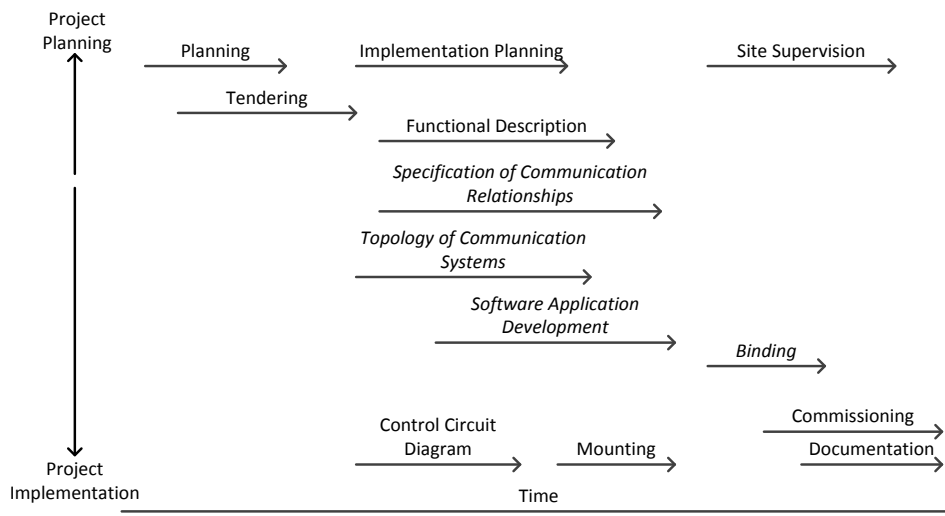 Project
Planning
Planning
Implementation Planning
Site Supervision
Tendering
Functional Description
Specification of Communication
Relationships
Topology of Communication
Systems
Software Application
Development
Binding
Commissioning
Control Circuit
Diagram
Mounting
Documentation
Project
Implementation
Time